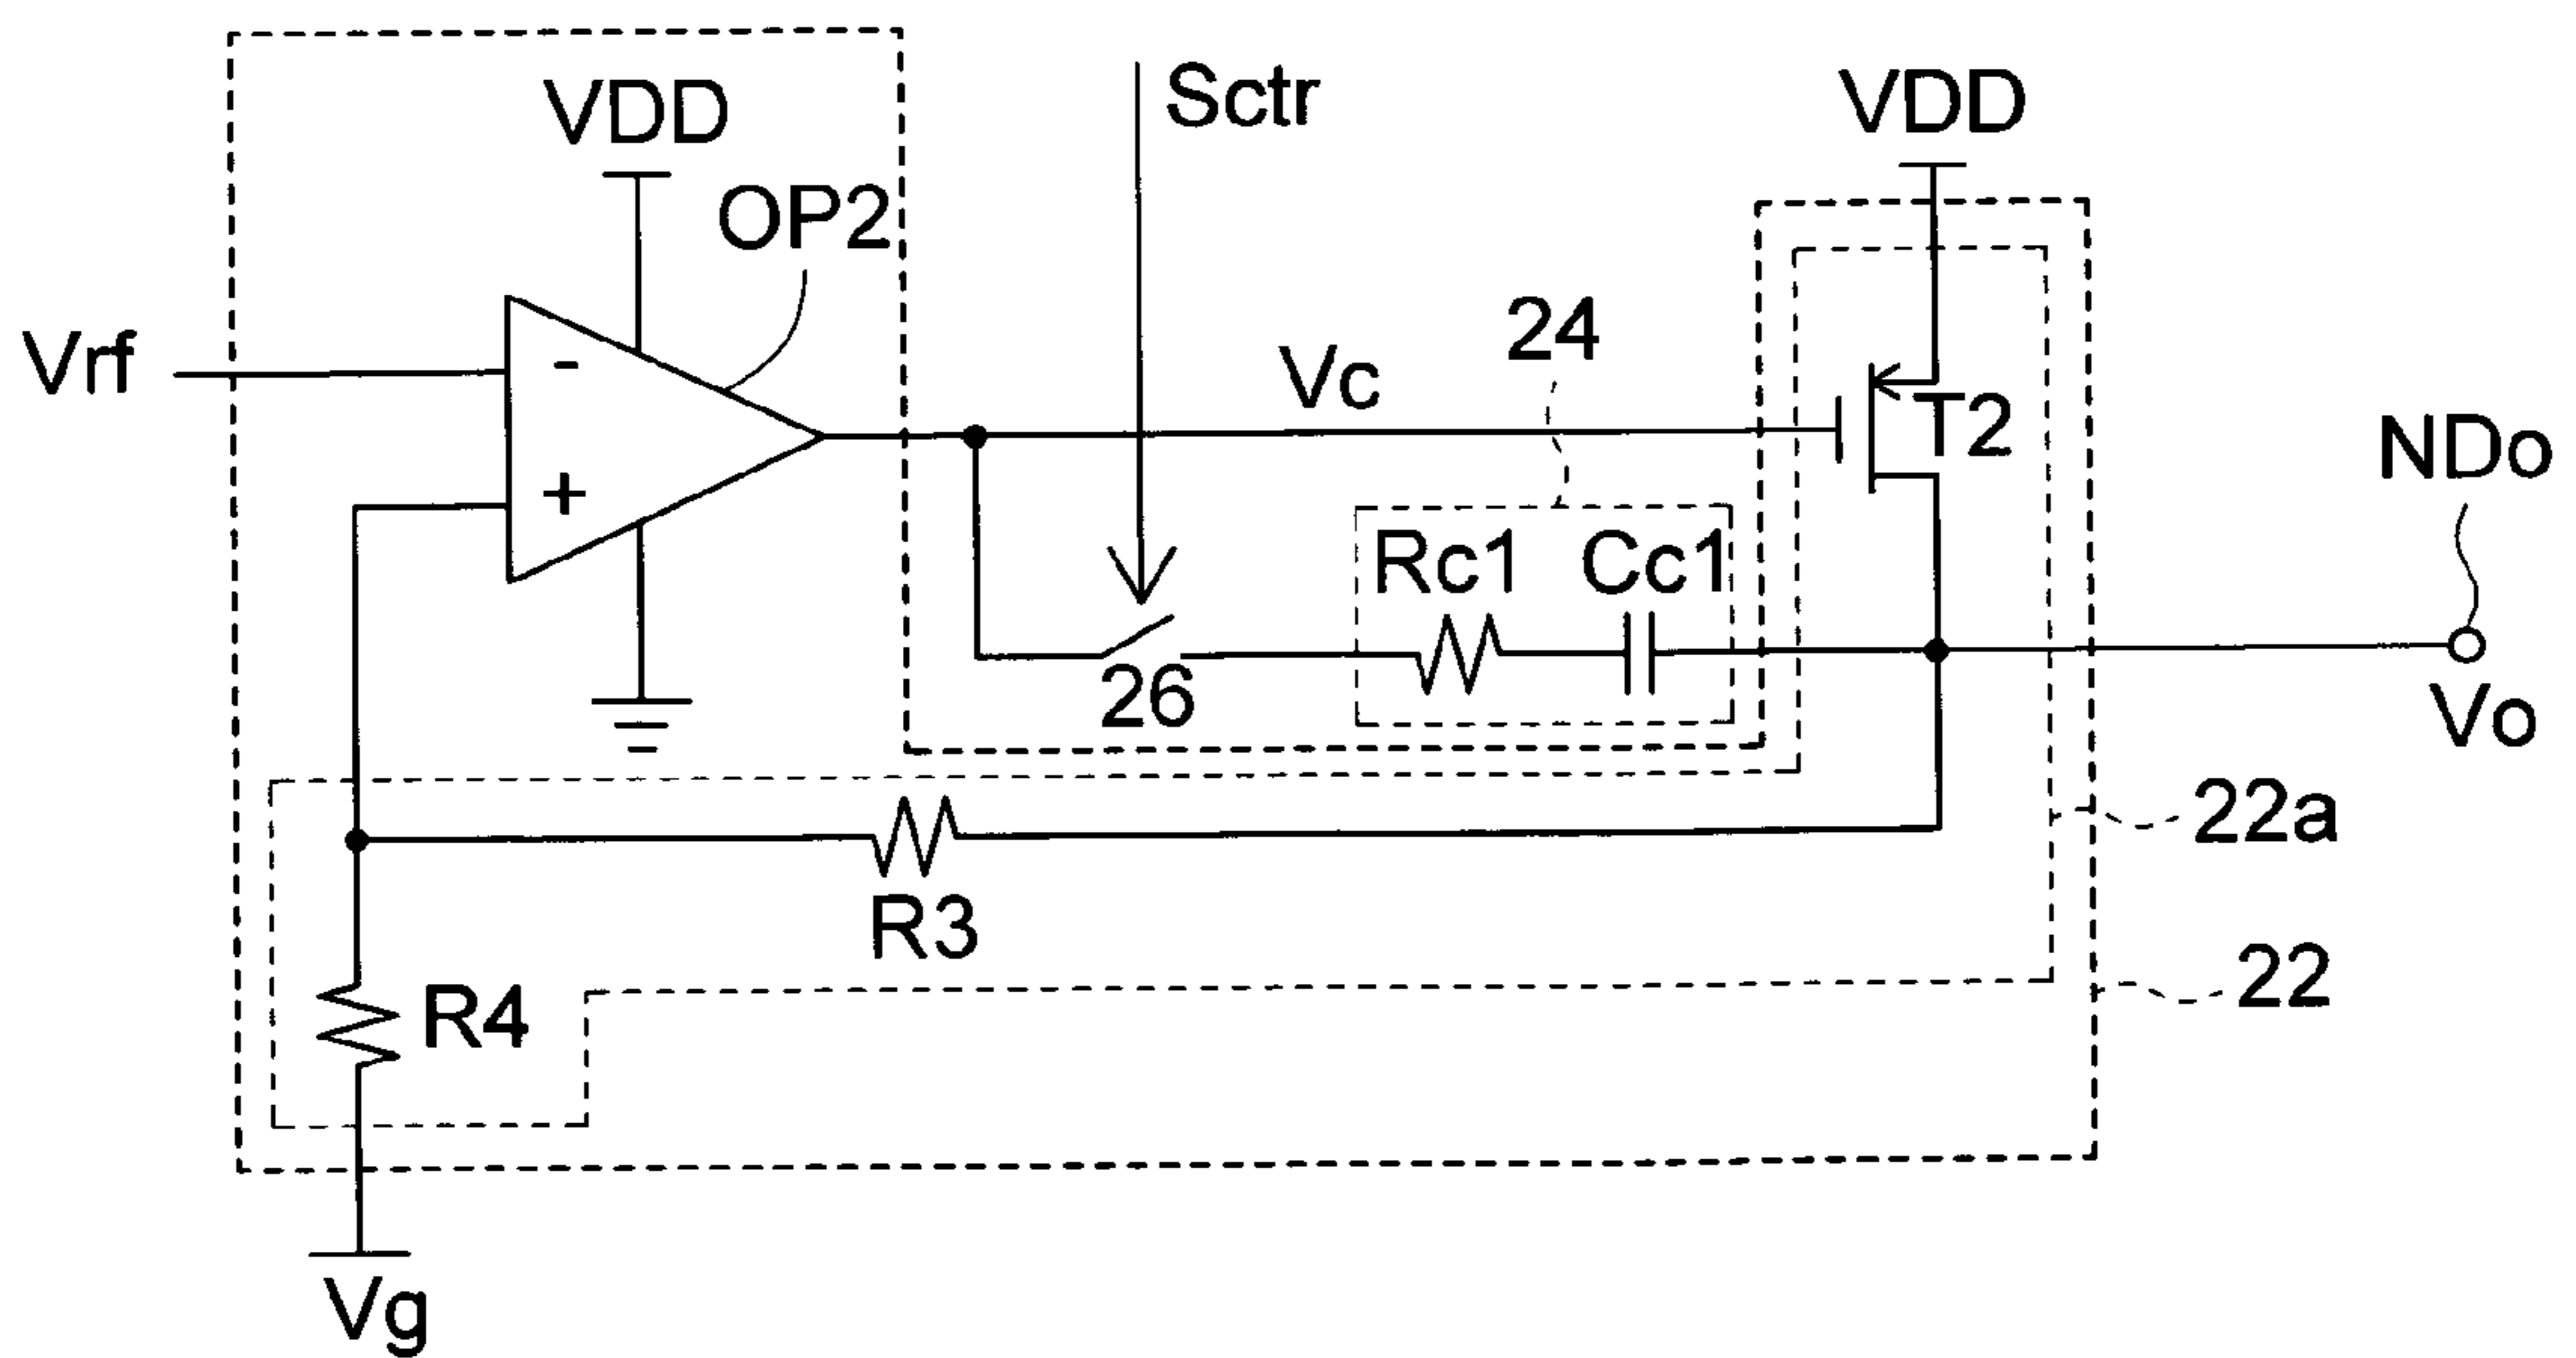 VDD
Sctr
VDD
OP2
Vrf
-
24
Vc
T2
NDo
+
Rc1
Cc1
26
Vo
22a
R3
22
R4
Vg